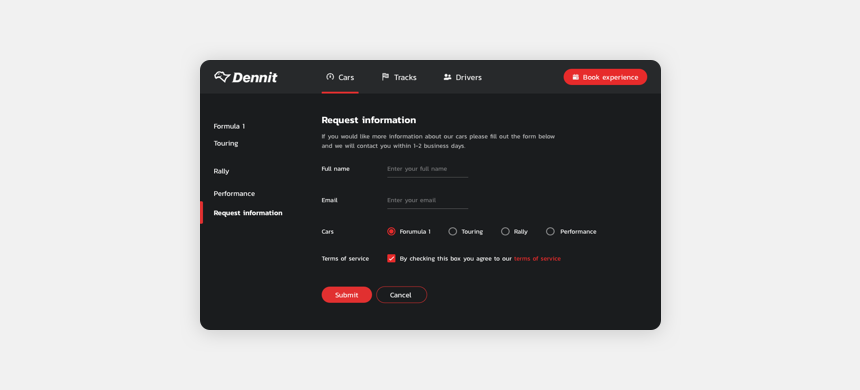 Dennit
Cars
Tracks
Drivers
Book experience
Formula 1
Touring
Rally
Performance
Request information
Request information
If you would like more information about our cars please fill out the form below
and we will contact you within 1-2 business days.
Full name
Enter your full name
Email
Enter your email
Cars
Forumula 1
Touring
Rally
Performance
Terms of service
By checking this box you agree to our terms of service
Submit
Cancel